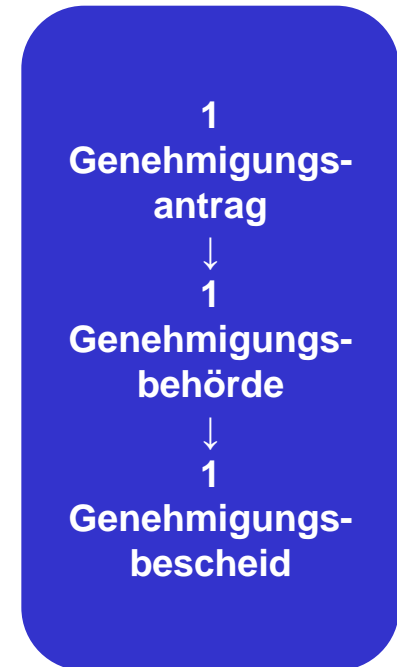 1
Genehmigungs-
antrag
↓
1
Genehmigungs-
behörde
↓
1
Genehmigungs-
bescheid